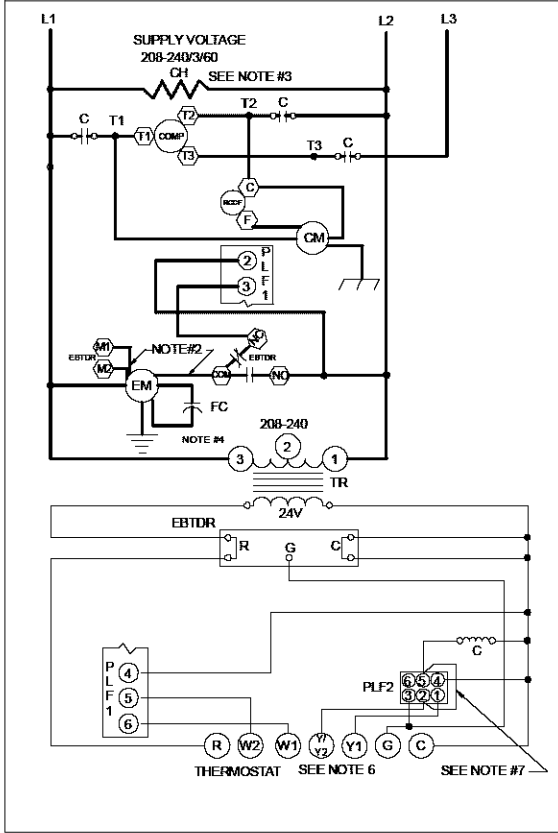 L1 L2 L3
SUPPLY VOLTAGE
208-240/3/60
CH SEE NOTE #3
C T1 T2 T2 C
T1 COMP
T3 T3 C
C
RCCF
F CM
2 P
L
3 F
1
M1 NOTE#2 NC
EBTDR EBTDR
M2 COM NO
EM
FC
NOTE #4
208-240
3 2 1
TR
24V
EBTDR
R G C
C
P 4
L
F 5
1
6
PLF2 6 5 4
3 2 1
R W2 W1 Y/Y2 Y1 G C
THERMOSTAT SEE NOTE 6 SEE NOTE #7